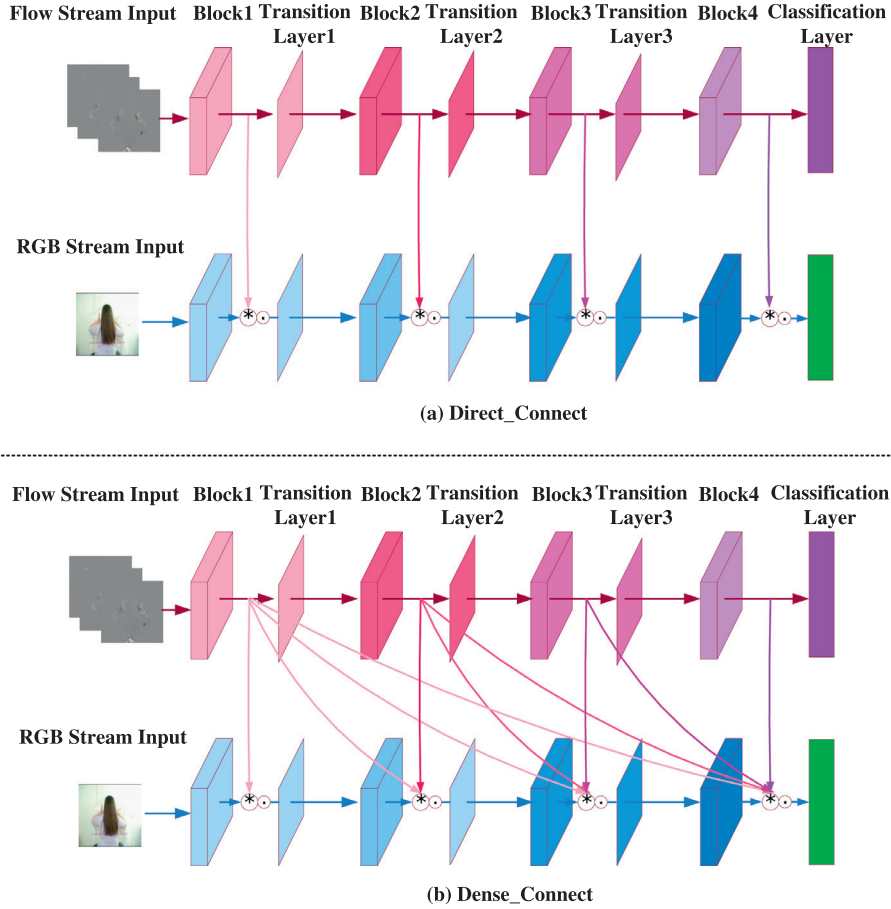 Flow Stream Input Block1 Transition Block2 Transition Block3 Transition Block4 Classification
Layer1 Layer2 Layer3 Layer
RGB Stream Input
* . * . * . * .
(a) Direct_Connect
Flow Stream Input Block1 Transition Block2 Transition Block3 Transition Block4 Classification
Layer1 Layer2 Layer3 Layer
RGB Stream Input
* . * . * . * .
(b) Dense_Connect